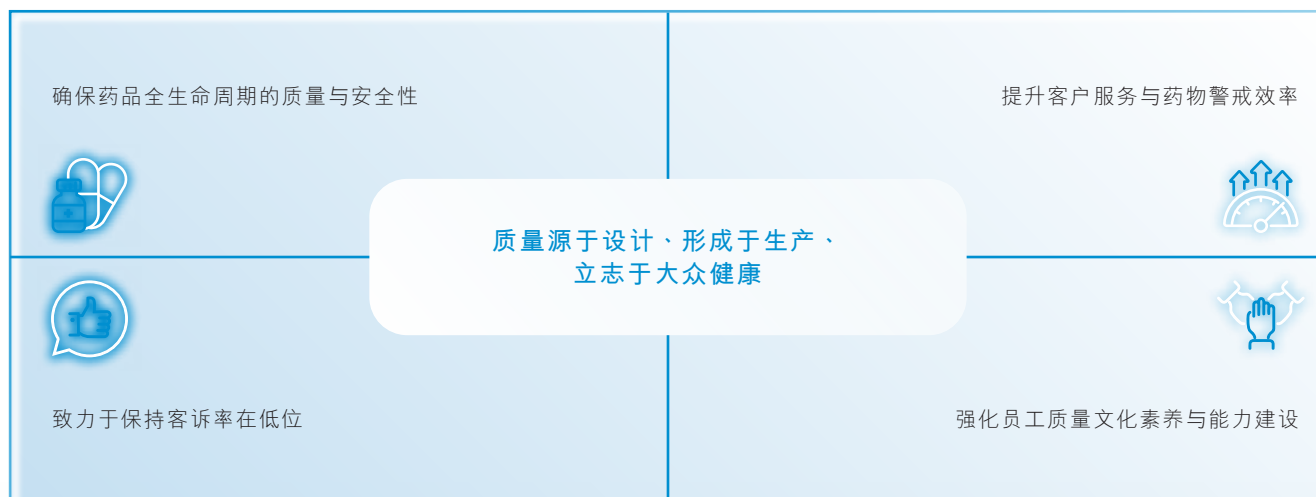 确保药品全生命周期的质量与安全性
提升客户服务与药物警戒效率
质量源于设计、形成于生产、
立志于大众健康
致力于保持客诉率在低位
强化员工质量文化素养与能力建设